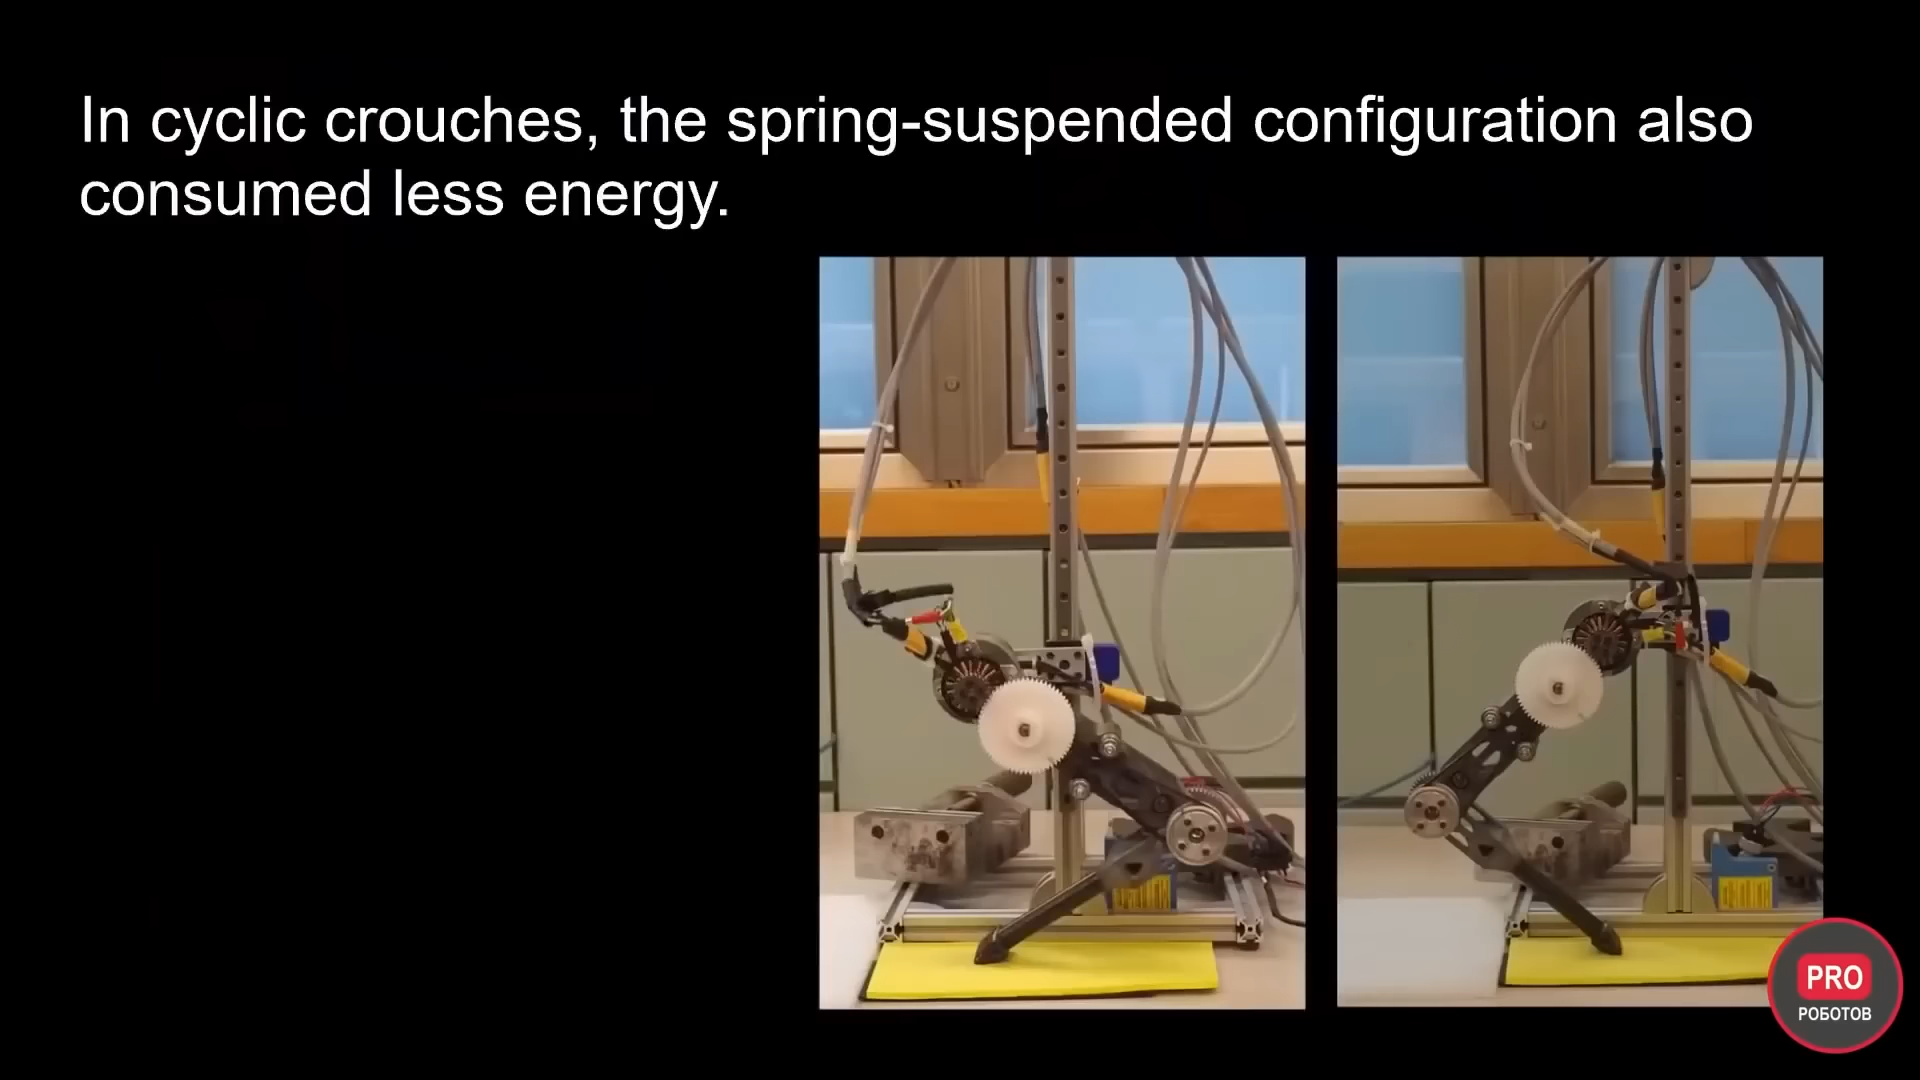 In cyclic crouches, the spring-suspended configuration also
consumed less energy.
PRO
РОБОТОВ